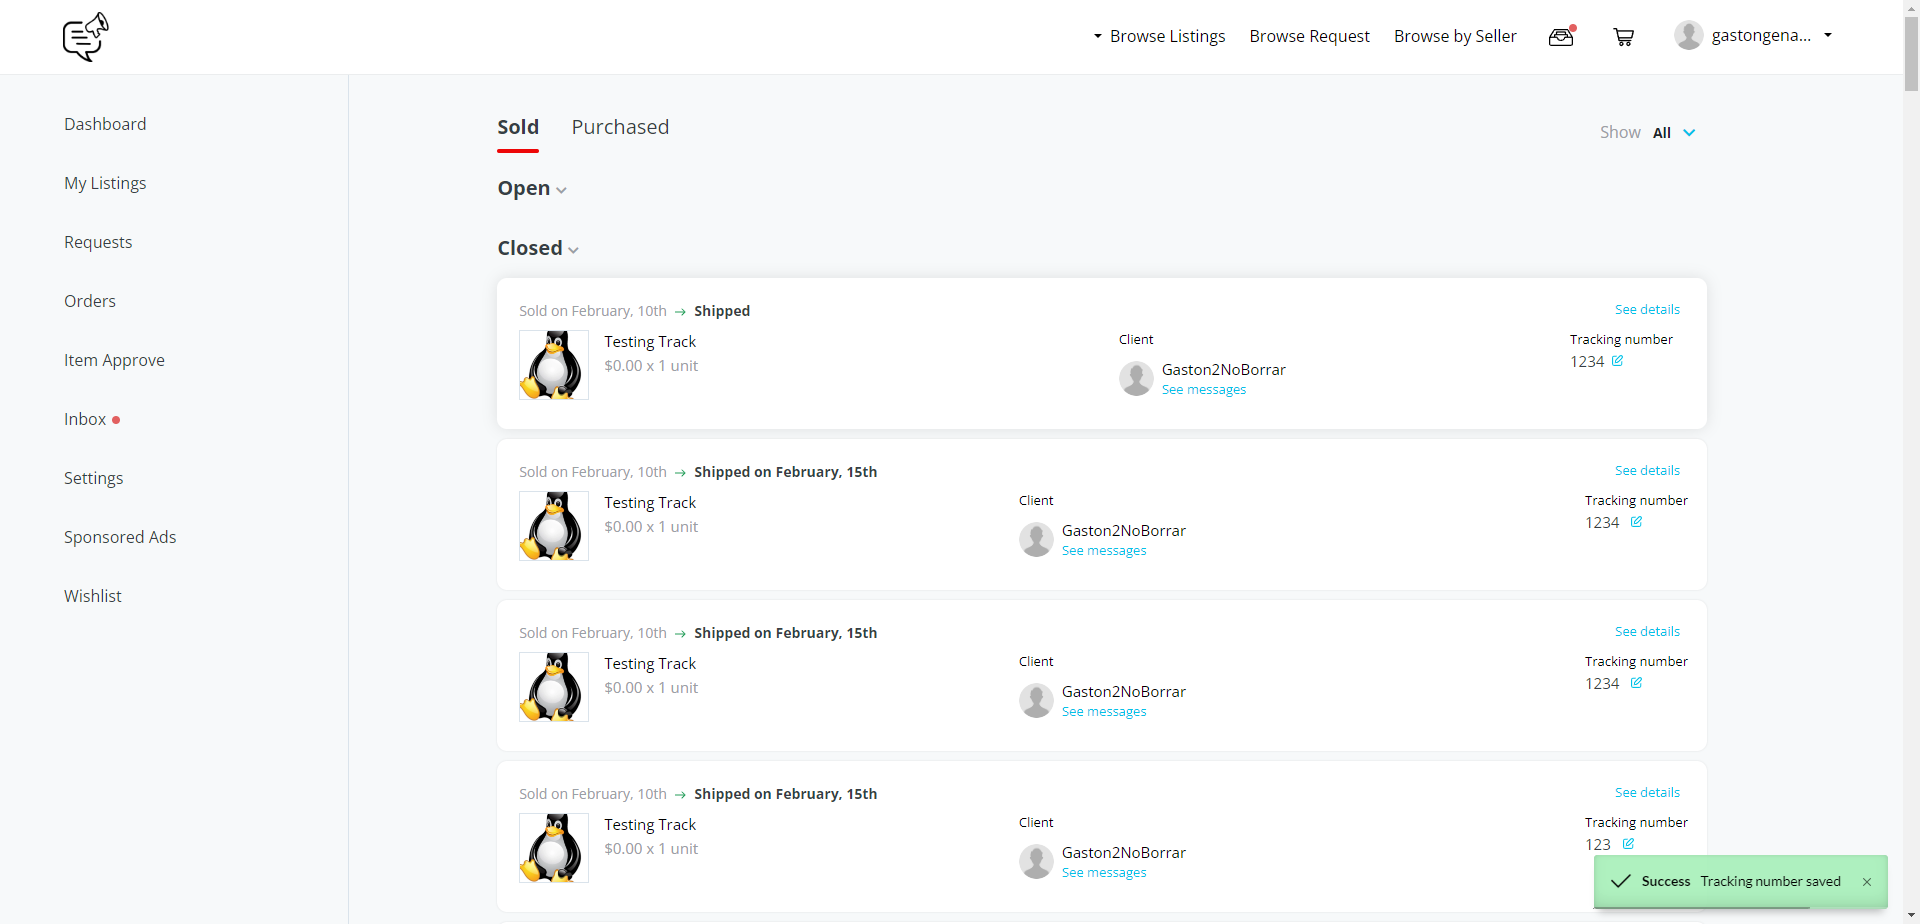 Browse Listings
Browse Request
Browse by Seller
gastongena...
Dashboard
My Listings
Requests
Orders
Item Approve
Inbox
Settings
Sponsored Ads
Wishlist
Sold
Purchased
Show All
Open
Closed
Sold on February, 10th → Shipped
See details
Testing Track
$0.00 x 1 unit
Client
Gaston2NoBorrar
See messages
Tracking number
1234
Sold on February, 10th → Shipped on February, 15th
See details
Testing Track
$0.00 x 1 unit
Client
Gaston2NoBorrar
See messages
Tracking number
1234
Sold on February, 10th → Shipped on February, 15th
See details
Testing Track
$0.00 x 1 unit
Client
Gaston2NoBorrar
See messages
Tracking number
1234
Sold on February, 10th → Shipped on February, 15th
See details
Testing Track
$0.00 x 1 unit
Client
Gaston2NoBorrar
See messages
Tracking number
123
Success Tracking number saved